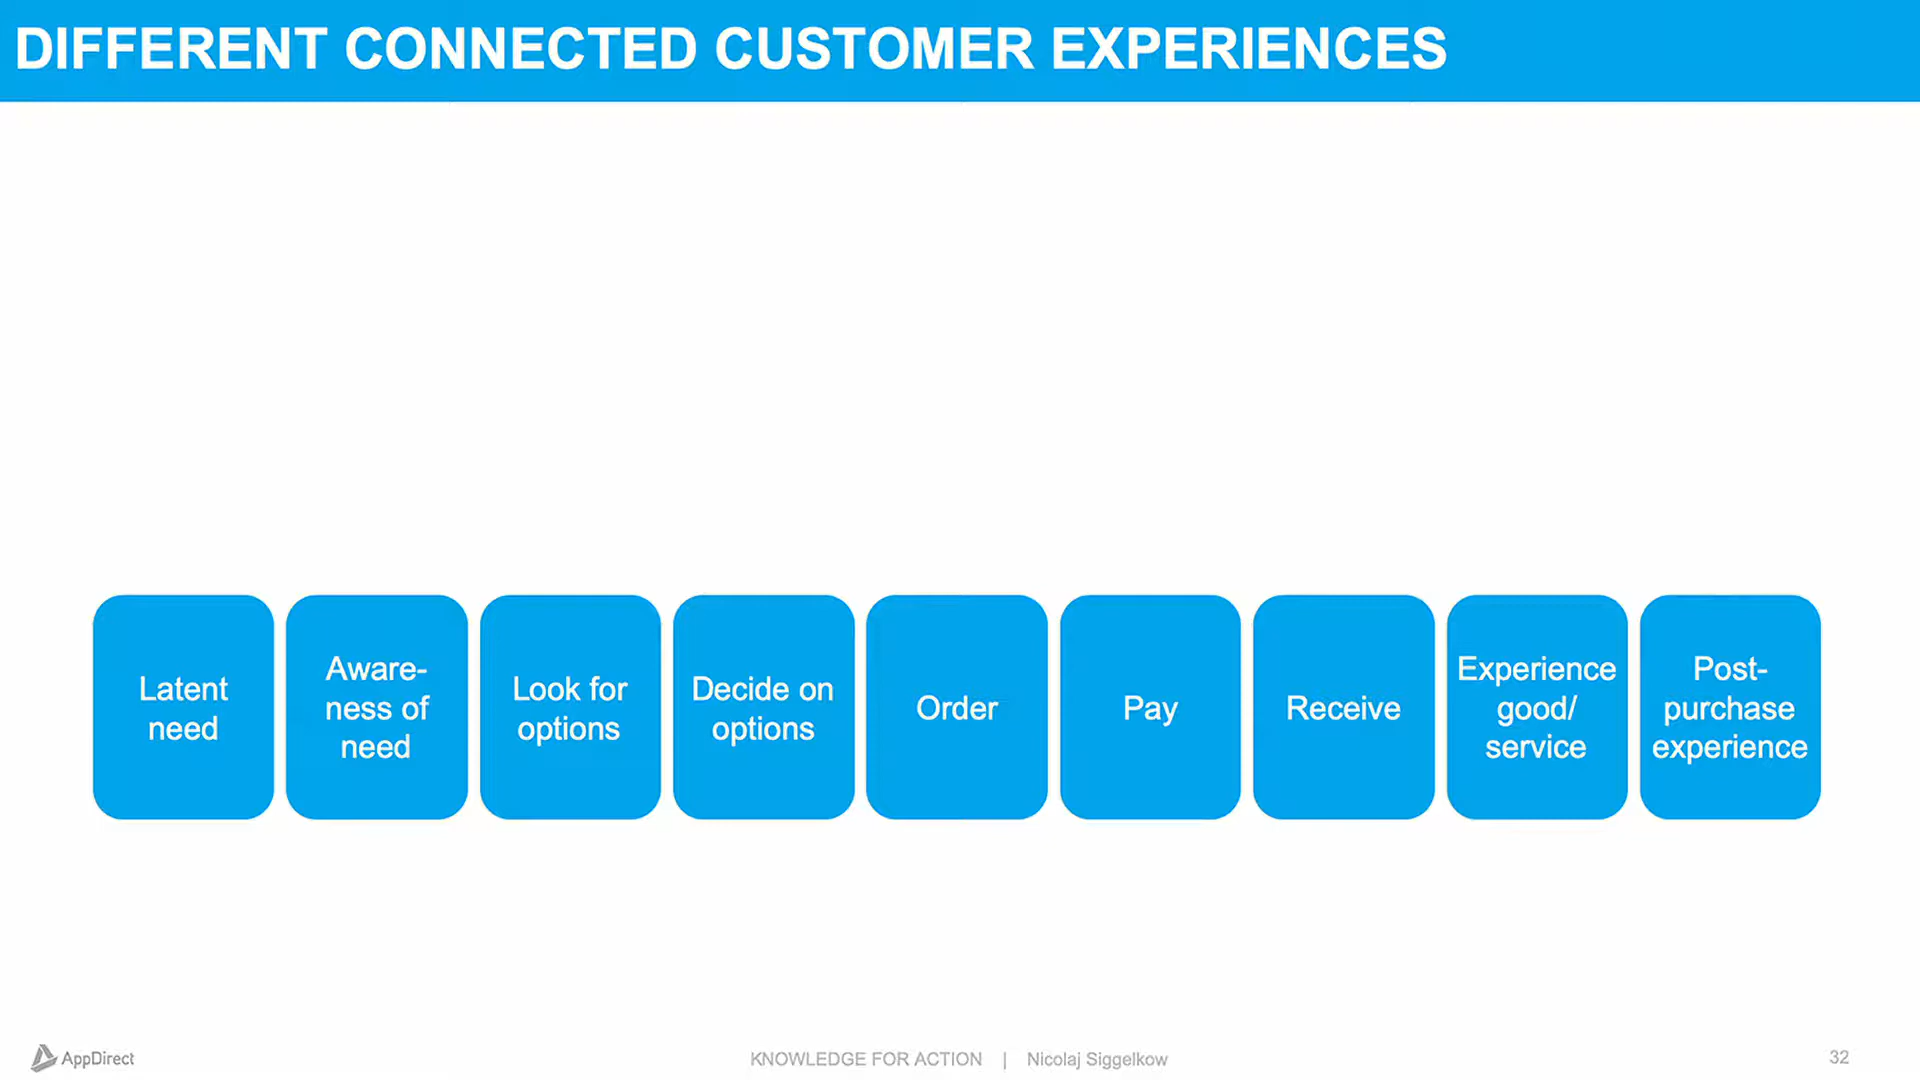 DIFFERENT CONNECTED CUSTOMER EXPERIENCES
Latent
need
Aware-
ness of
need
Look for
options
Decide on
options
Order
Pay
Receive
Experience
good/
service
Post-
purchase
experience
AppDirect
KNOWLEDGE FOR ACTION | Nicolaj Siggelkow
32